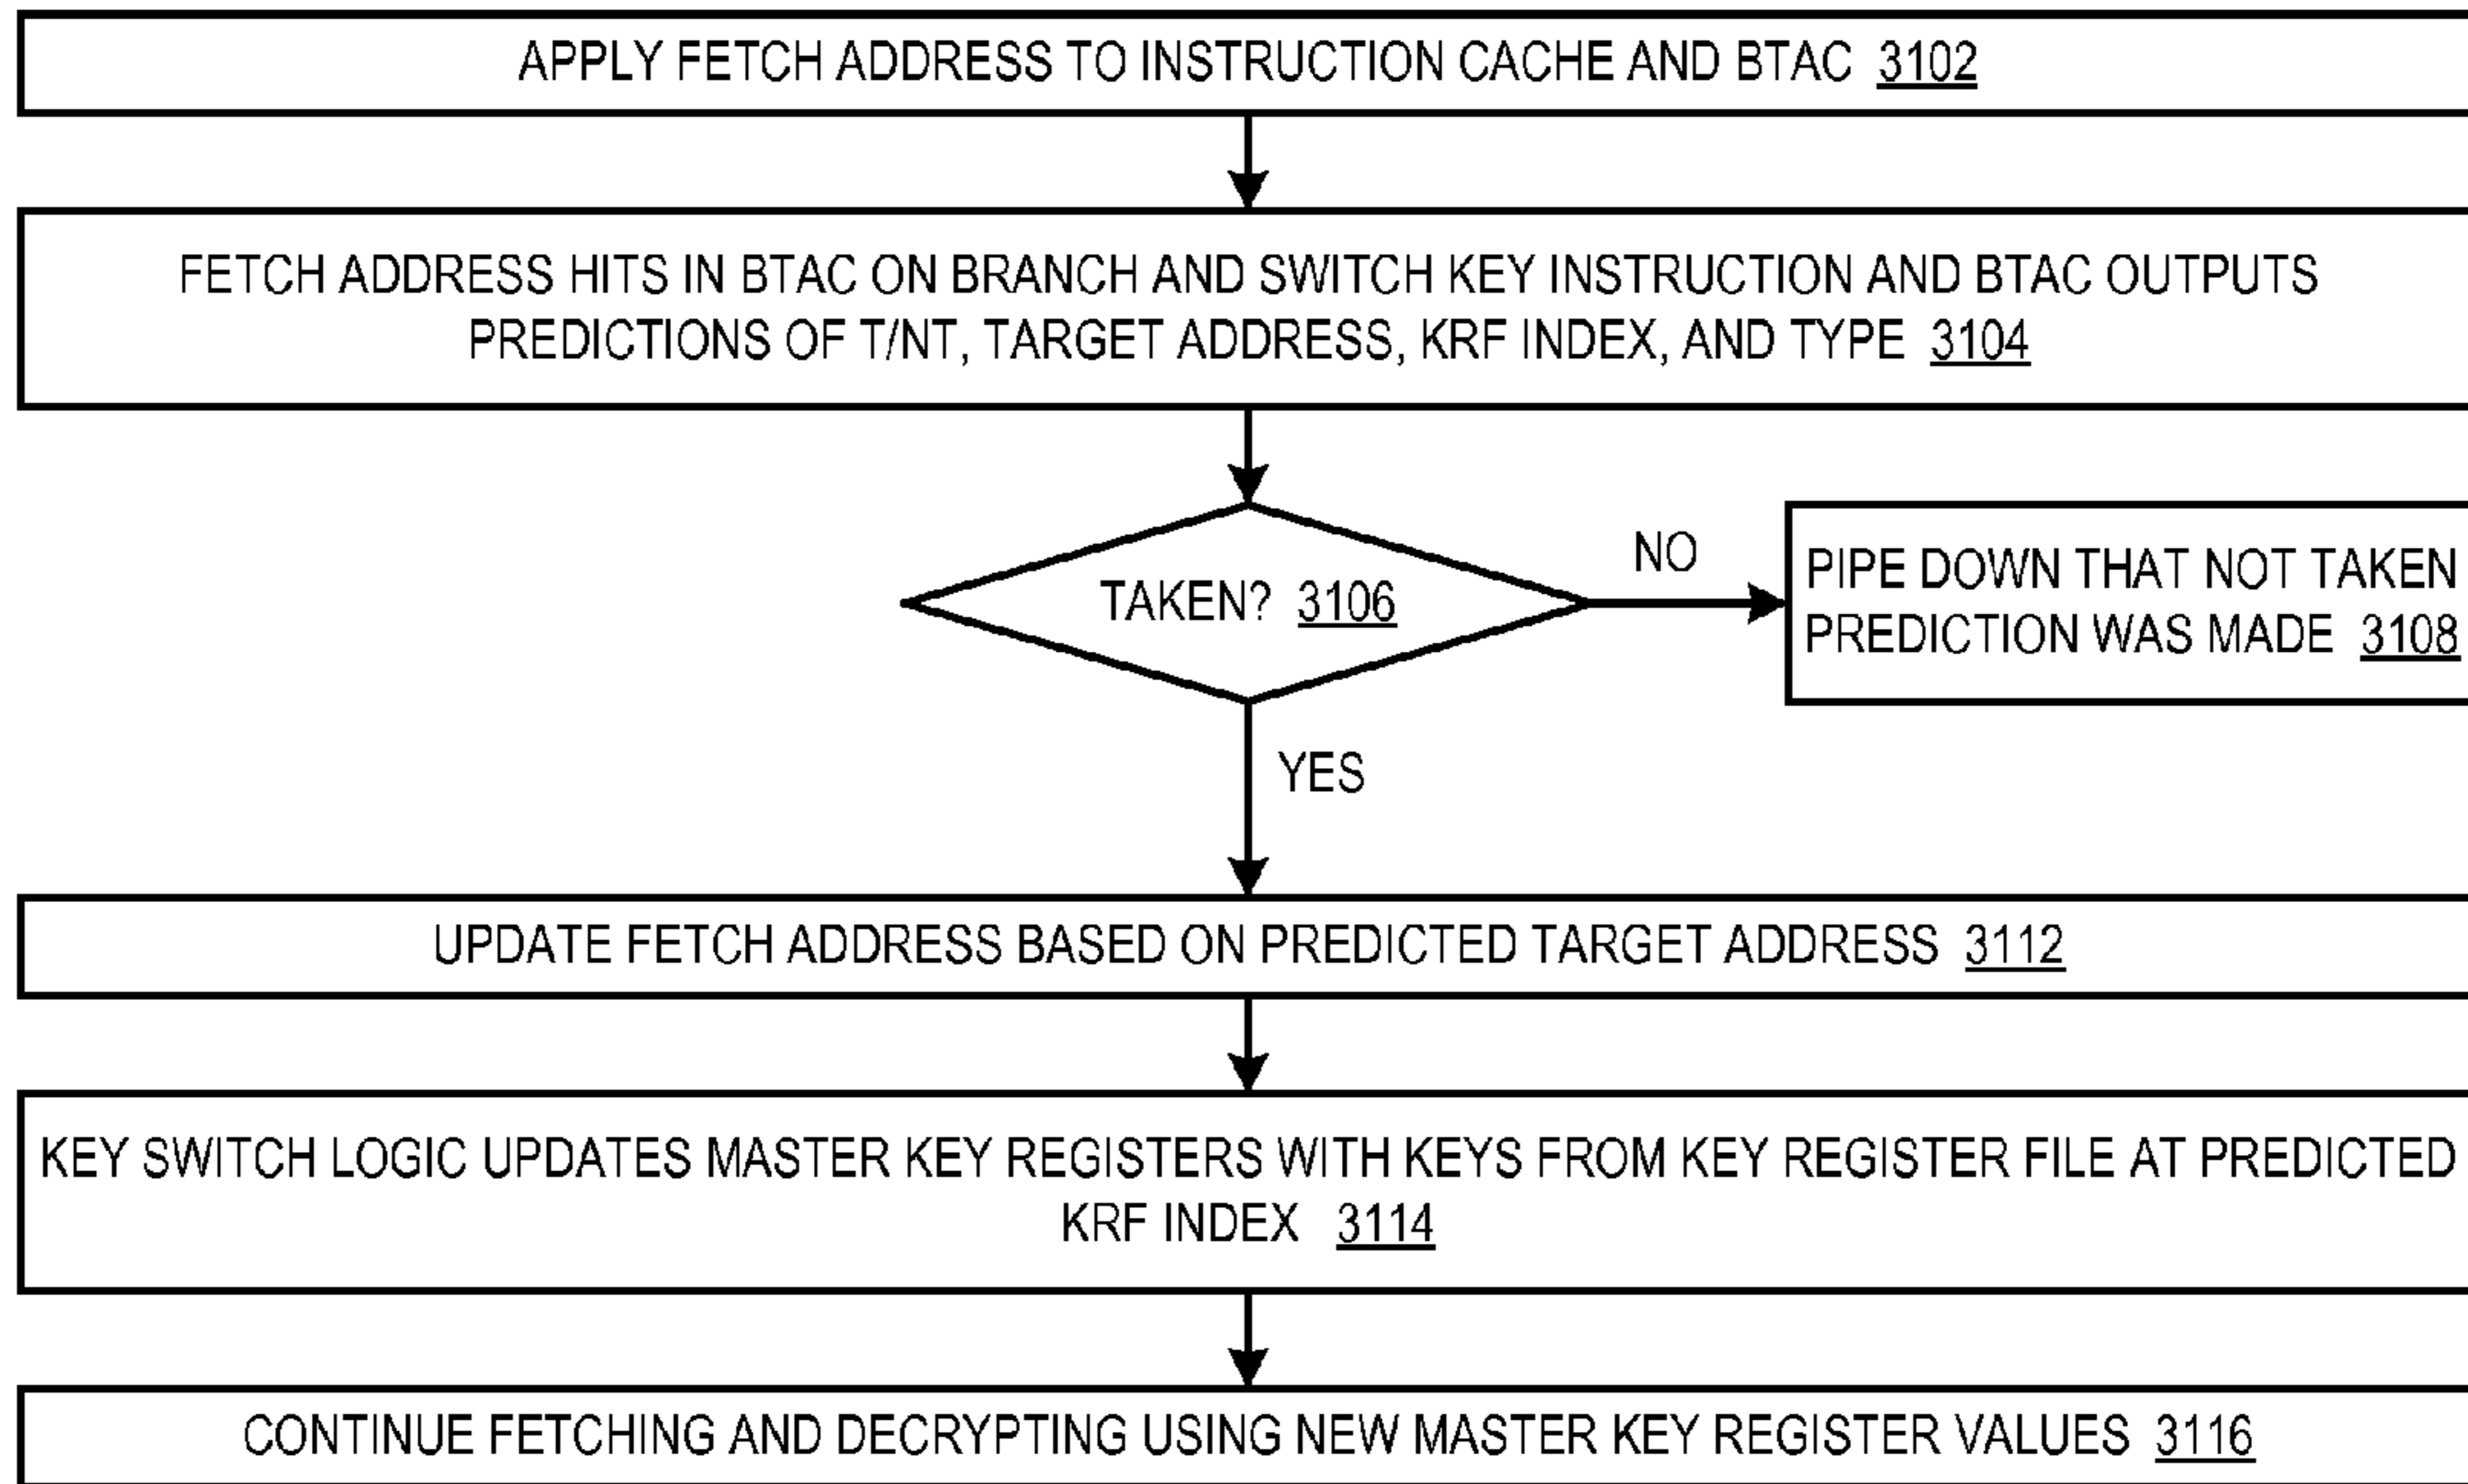 APPLY FETCH ADDRESS TO INSTRUCTION CACHE AND BTAC 3102
FETCH ADDRESS HITS IN BTAC ON BRANCH AND SWITCH KEY INSTRUCTION AND BTAC OUTPUTS
PREDICTIONS OF T/NT, TARGET ADDRESS, KRF INDEX, AND TYPE 3104
TAKEN? 3106
NO
PIPE DOWN THAT NOT TAKEN
PREDICTION WAS MADE 3108
YES
UPDATE FETCH ADDRESS BASED ON PREDICTED TARGET ADDRESS 3112
KEY SWITCH LOGIC UPDATES MASTER KEY REGISTERS WITH KEYS FROM KEY REGISTER FILE AT PREDICTED
KRF INDEX 3114
CONTINUE FETCHING AND DECRYPTING USING NEW MASTER KEY REGISTER VALUES 3116